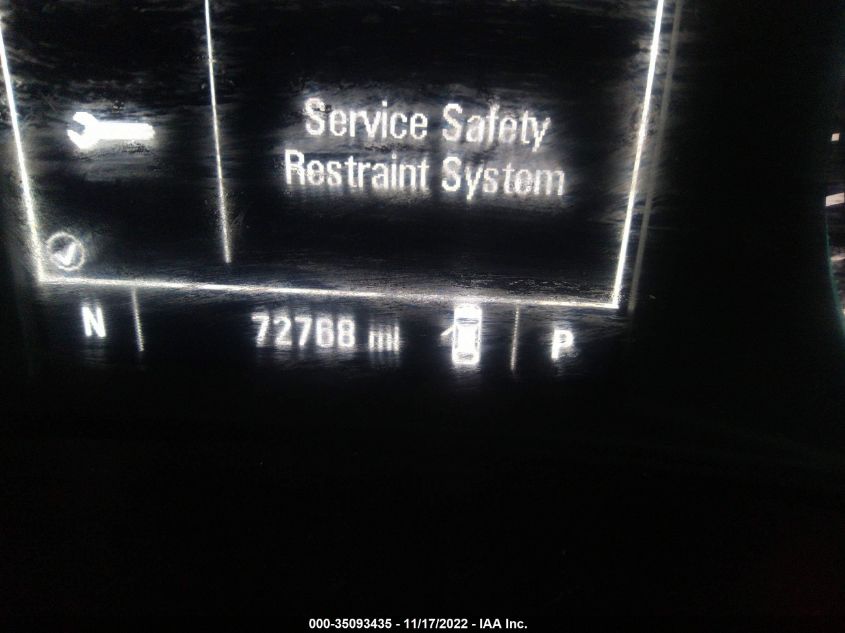 Service Safety
Restraint System
N 72768 mi P
000-35093435 - 11/17/2022 - IAA Inc.